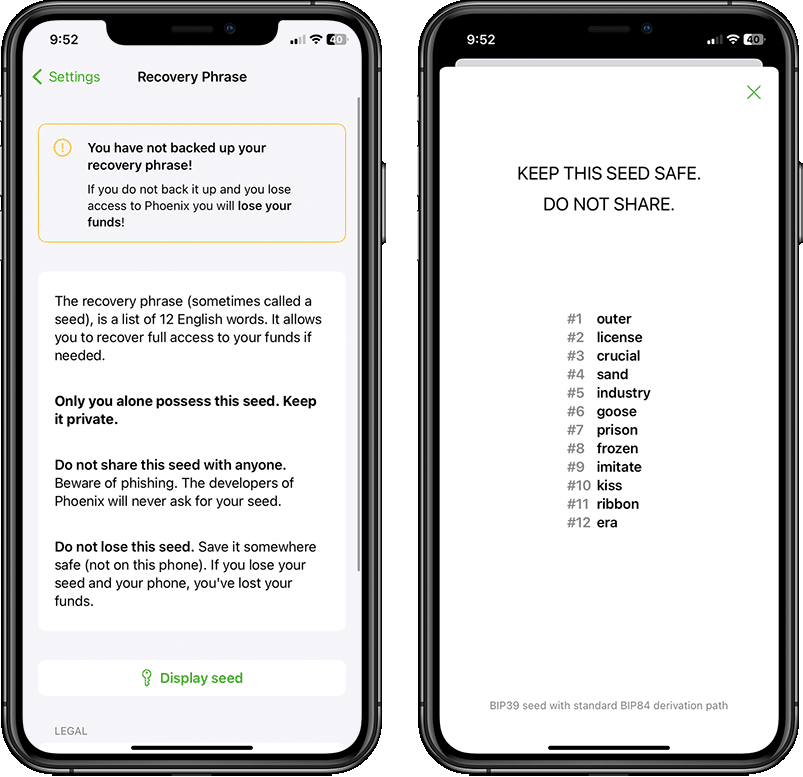 9:52
40
Settings
Recovery Phrase
You have not backed up your
recovery phrase!
If you do not back it up and you lose
access to Phoenix you will lose your
funds!
The recovery phrase (sometimes called a
seed), is a list of 12 English words. It allows
you to recover full access to your funds if
needed.
Only you alone possess this seed. Keep
it private.
Do not share this seed with anyone.
Beware of phishing. The developers of
Phoenix will never ask for your seed.
Do not lose this seed. Save it somewhere
safe (not on this phone). If you lose your
seed and your phone, you've lost your
funds.
Display seed
LEGAL
9:52
40
KEEP THIS SEED SAFE.
DO NOT SHARE.
#1 outer
#2 license
#3 crucial
#4 sand
#5 industry
#6 goose
#7 prison
#8 frozen
#9 imitate
#10 kiss
#11 ribbon
#12 era
BIP39 seed with standard BIP84 derivation path